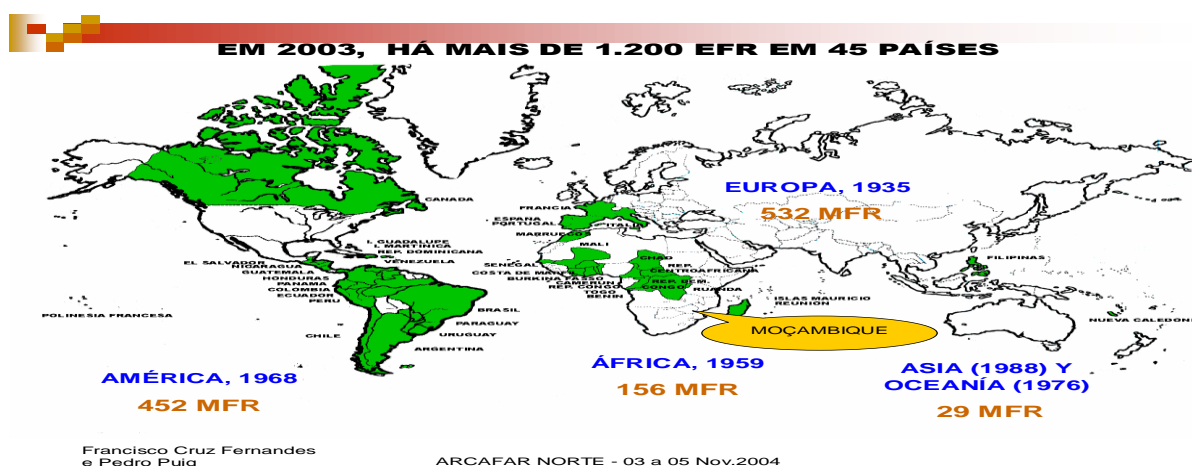 EM 2003, HÁ MAIS DE 1.200 EFR EM 45 PAÍSES
CANADA
EUROPA, 1935
532 MFR
FRANCIA
ESPAÑA
PORTUGAL
ITALIA
MARRUECOS
I. GUADALUPE
I. MARTINICA
REP. DOMINICANA
VENEZUELA
EL SALVADOR
NICARAGUA
GUATEMALA
HONDURAS
PANAMA
COLOMBIA
ECUADOR
PERU
MALI
SENEGAL
CHAD
REP.
CENTROAFRICANA
COSTA DE
BURKINA FASSO
CAMERUN
REP. CONGO
TOGO
BENIN
REP. DEM.
CONGO
RUANDA
FILIPINAS
ISLAS MAURICIO
REUNION
POLINESIA FRANCESA
BRASIL
PARAGUAY
URUGUAY
CHILE
ARGENTINA
NUEVA CALEDONI
MOÇAMBIQUE
AMÉRICA, 1968
452 MFR
ÁFRICA, 1959
156 MFR
ASIA (1988) Y
OCEANÍA (1976)
29 MFR
Francisco Cruz Fernandes
e Pedro Puig
ARCAFAR NORTE - 03 a 05 Nov.2004